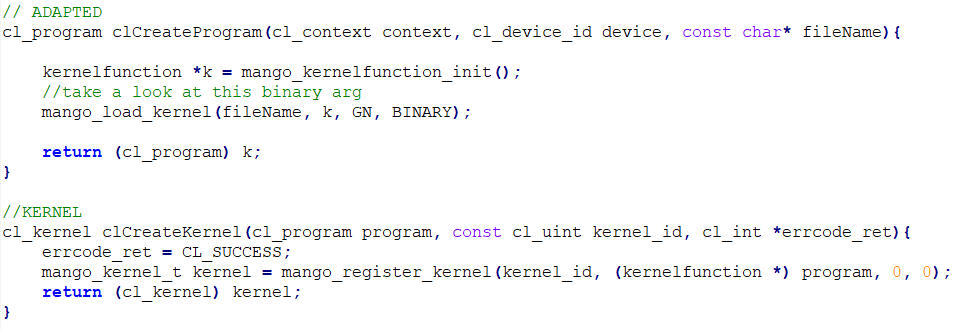 // ADAPTED
cl_program clCreateProgram(cl_context context, cl_device_id device, const char* fileName){
    kernelfunction *k = mango_kernelfunction_init();
    //take a look at this binary arg
    mango_load_kernel(fileName, k, GN, BINARY);
    return (cl_program) k;
}
//KERNEL
cl_kernel clCreateKernel(cl_program program, const cl_uint kernel_id, cl_int *errcode_ret){
    errcode_ret = CL_SUCCESS;
    mango_kernel_t kernel = mango_register_kernel(kernel_id, (kernelfunction *) program, 0, 0);
    return (cl_kernel) kernel;
}